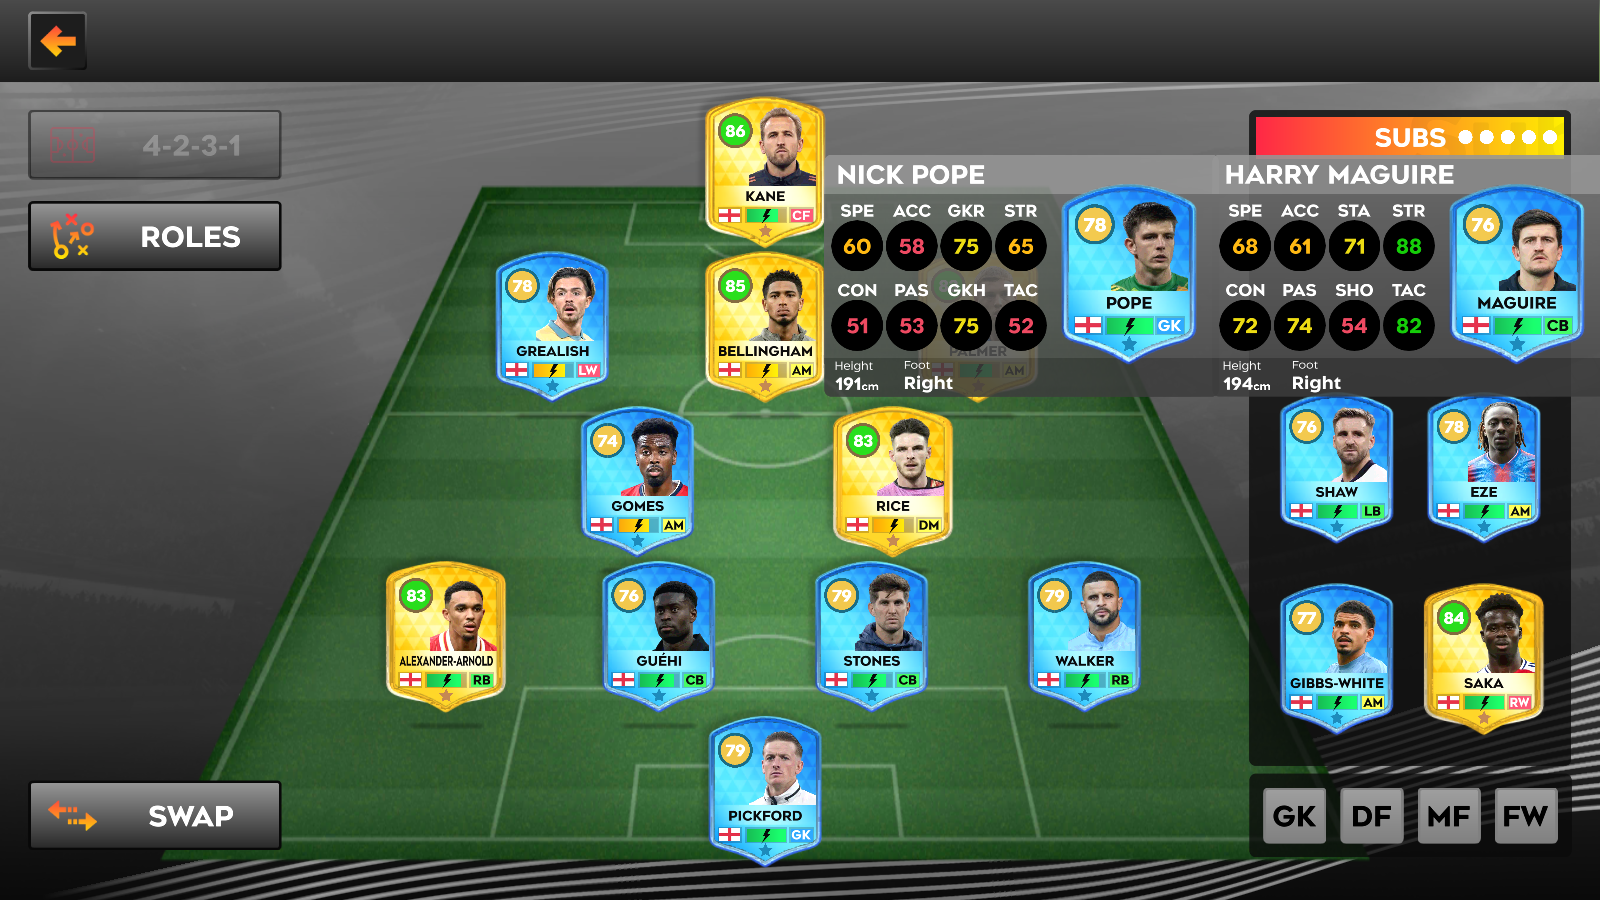 4-2-3-1
ROLES
SWAP
86
KANE
CF
78
GREALISH
LW
85
BELLINGHAM
AM
PALMER
AM
74
GOMES
AM
83
RICE
DM
83
ALEXANDER-ARNOLD
RB
76
GUÉHI
CB
79
STONES
CB
79
WALKER
RB
79
PICKFORD
GK
NICK POPE
SPE ACC GKR STR
60 58 75 65
CON PAS GKH TAC
51 53 75 52
Height Foot
191cm Right
78
POPE
GK
SUBS
HARRY MAGUIRE
SPE ACC STA STR
68 61 71 88
CON PAS SHO TAC
72 74 54 82
Height Foot
194cm Right
76
MAGUIRE
CB
76
SHAW
LB
78
EZE
AM
77
GIBBS-WHITE
AM
84
SAKA
RW
GK DF MF FW